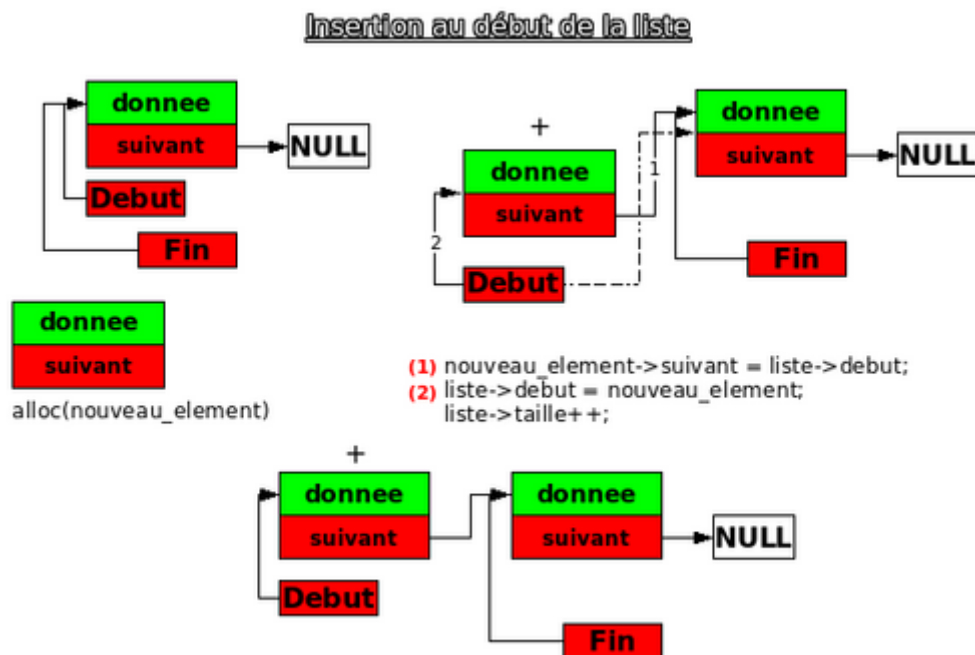 Insertion au début de la liste
donnee
suivant
NULL
Debut
Fin
donnee
suivant
alloc(nouveau_element)
+
donnee
suivant
Debut
1
2
donnee
suivant
NULL
Fin
(1) nouveau_element->suivant = liste->debut;
(2) liste->debut = nouveau_element;
liste->taille++;
+
donnee
suivant
Debut
donnee
suivant
NULL
Fin